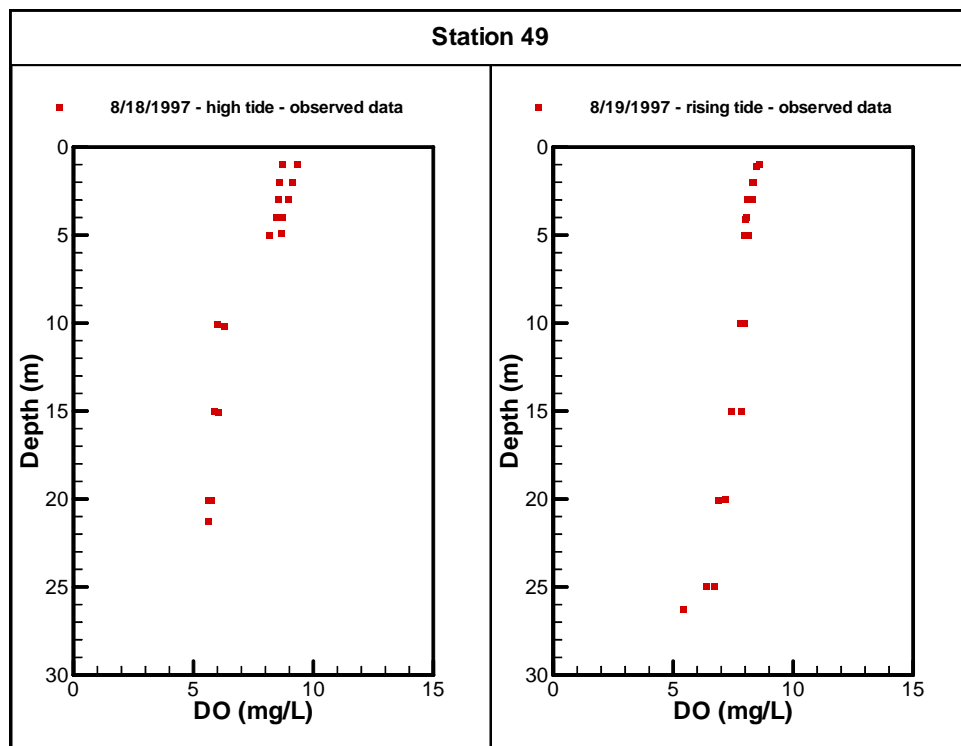 Station 49
8/18/1997 - high tide - observed data
0
5
10
15
20
25
30
Depth (m)
0 5 10 15
DO (mg/L)
8/19/1997 - rising tide - observed data
0
5
10
15
20
25
30
Depth (m)
0 5 10 15
DO (mg/L)